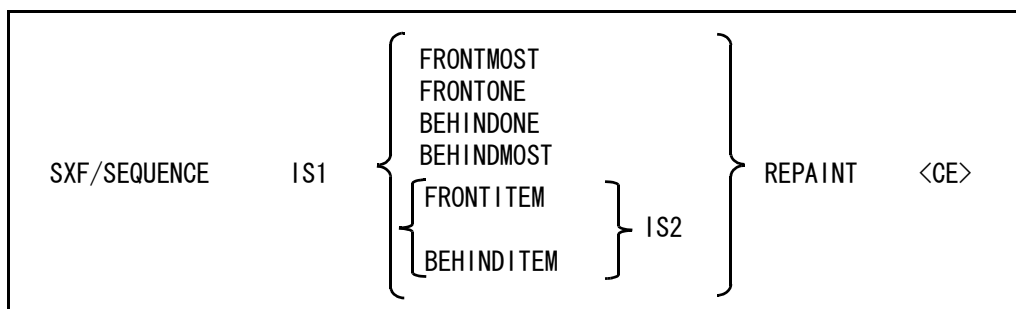 FRONTMOST
FRONTONE
BEHINDONE
BEHINDMOST
SXF/SEQUENCE IS1 REPAINT <CE>
FRONTITEM
IS2
BEHINDITEM